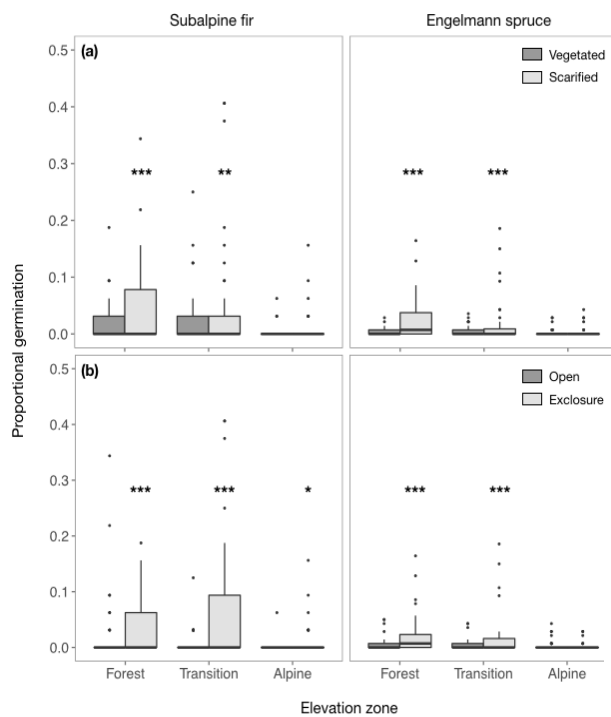 Subalpine fir
Engelmann spruce
(a)
Vegetated
Scarified
0.5
0.4
0.3
0.2
0.1
0.0
***
**
***
***
(b)
Open
Exclosure
0.5
0.4
0.3
0.2
0.1
0.0
***
***
*
***
***
Proportional germination
Forest
Transition
Alpine
Forest
Transition
Alpine
Elevation zone